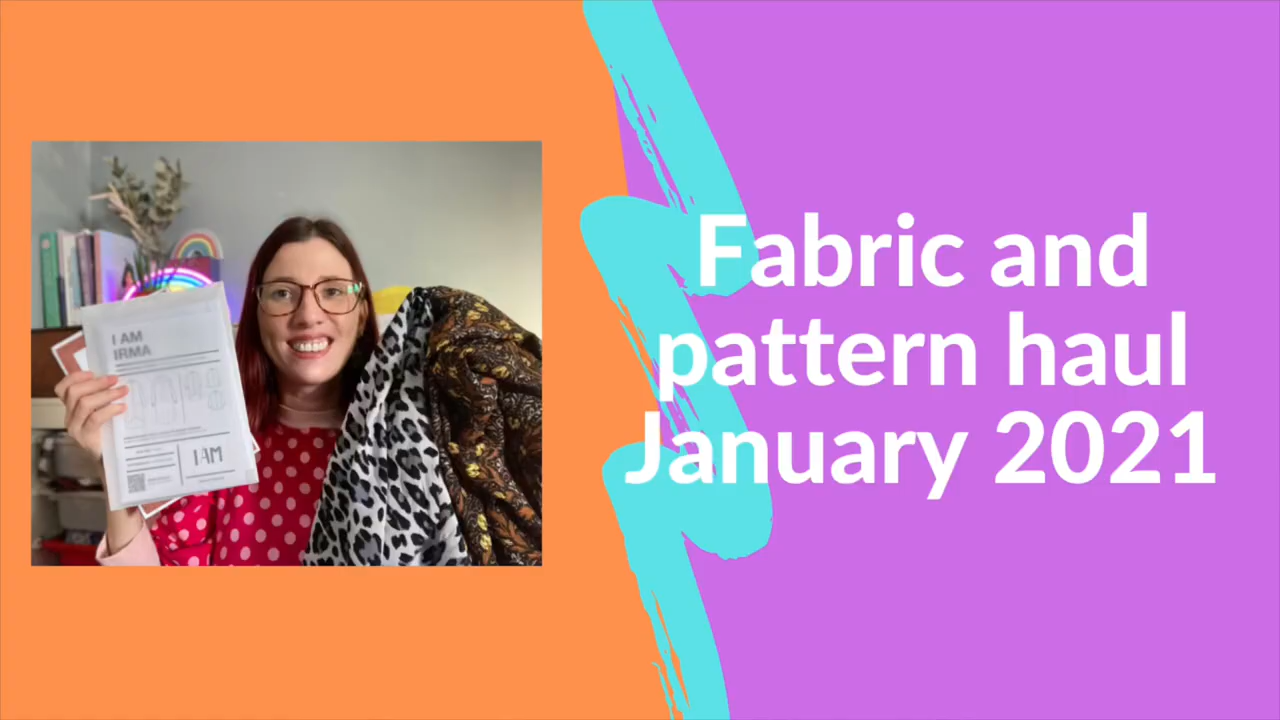 I AM
IRMA
I AM
Fabric and
pattern haul
January 2021